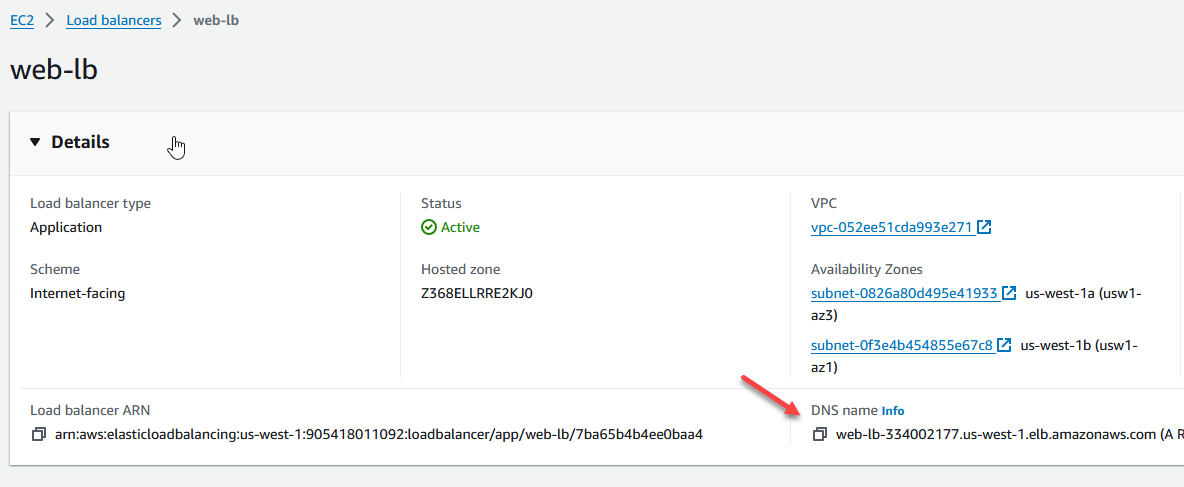 EC2 > Load balancers > web-lb
web-lb
Details
Load balancer type
Application
Status
Active
VPC
vpc-052ee51cda993e271
Scheme
Internet-facing
Hosted zone
Z368ELLRRE2KJ0
Availability Zones
subnet-0826a80d495e41933 us-west-1a (usw1-
az3)
subnet-0f3e4b454855e67c8 us-west-1b (usw1-
az1)
Load balancer ARN
arn:aws:elasticloadbalancing:us-west-1:905418011092:loadbalancer/app/web-lb/7ba65b4b4ee0baa4
DNS name Info
web-lb-334002177.us-west-1.elb.amazonaws.com (A R